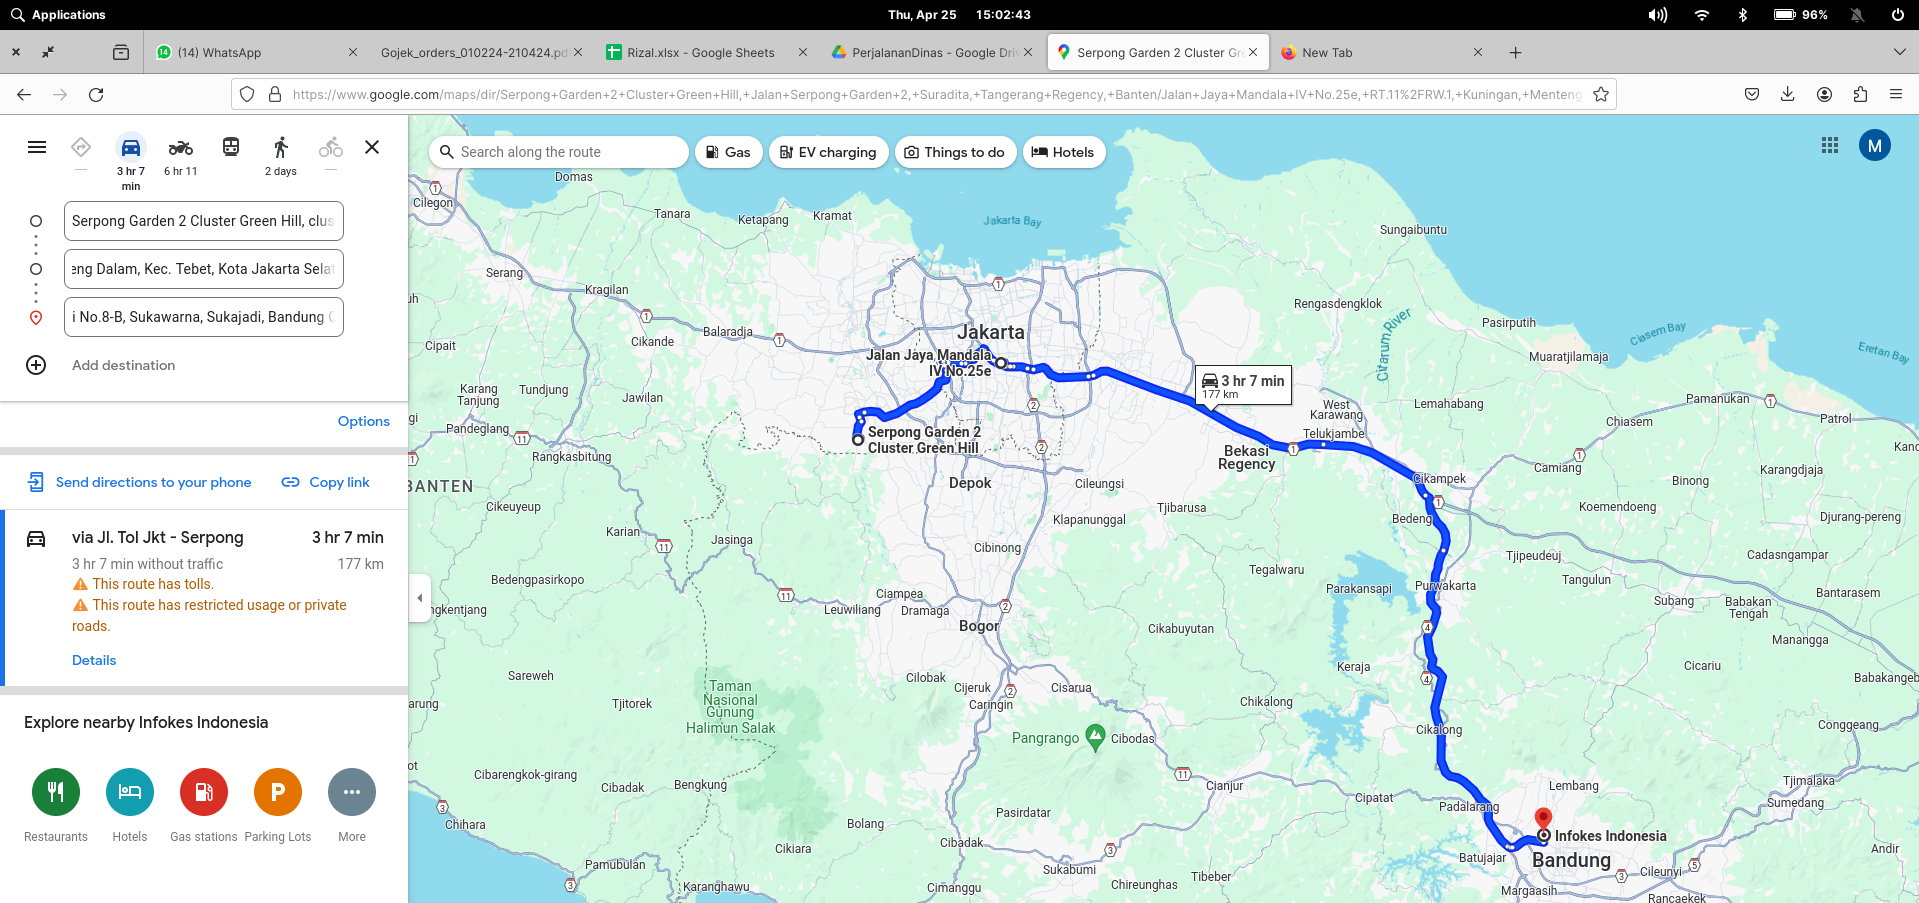 Applications
Thu, Apr 25 15:02:43
96%
(14) WhatsApp
Gojek_orders_010224-210424.pd
Rizal.xlsx - Google Sheets
PerjalananDinas - Google Driv
Serpong Garden 2 Cluster Gre
New Tab
https://www.google.com/maps/dir/Serpong+Garden+2+Cluster+Green+Hill,+Jalan+Serpong+Garden+2,+Suradita,+Tangerang+Regency,+Banten/Jalan+Jaya+Mandala+IV+No.25e,+RT.11%2FRW.1,+Kuningan,+Menteng
3 hr 7
min
6 hr 11
2 days
Serpong Garden 2 Cluster Green Hill, clus
eng Dalam, Kec. Tebet, Kota Jakarta Selat
i No.8-B, Sukawarna, Sukajadi, Bandung C
Add destination
Options
Send directions to your phone
Copy link
via Jl. Tol Jkt - Serpong
3 hr 7 min
3 hr 7 min without traffic
177 km
This route has tolls.
This route has restricted usage or private
roads.
Details
Explore nearby Infokes Indonesia
Restaurants
Hotels
Gas stations
Parking Lots
More
Search along the route
Gas
EV charging
Things to do
Hotels
M
Domas
Cilegon
Tanara
Ketapang
Kramat
Jakarta Bay
Sungaibuntu
Serang
Kragilan
Rengasdengklok
Citarum River
Pasirputih
Ciasem Bay
Eretan Bay
Cipait
Cikande
Balaradja
Jakarta
Jalan Jaya Mandala
IV No.25e
Muaratjilamaja
3 hr 7 min
177 km
Karang
Tanjung
Tundjung
Jawilan
West
Karawang
Lemahabang
Pamanukan
Patrol
Chiasem
Pandeglang
Rangkasbitung
Serpong Garden 2
Cluster Green Hill
Telukjambe
Bekasi
Regency
Camiang
Karangdjaja
Binong
BANTEN
Depok
Cileungsi
Cikampek
Cikeuyeup
Tjibarusa
Klapanunggal
Bedeng
Koemendoeng
Djurang-pereng
Karian
Jasinga
Cibinong
Tjipeudeuj
Cadasgampar
Tegalwaru
Tangulun
Bedengpasirkopo
Parakansapi
Purwakarta
Ciampea
Leuwiliang
Dramaga
Bogor
Subang
Babakan
Tengah
Bantarsem
ngkentjang
Cikabuyutan
Manangga
Sareweh
Cilobak
Cijeruk
Caringin
Cisarua
Keraja
Cicariu
Babakangeb
Taman
Nasional
Gunung
Halimun Salak
Tjitorek
Chikalong
Conggeang
arung
Pangrango
Cibodas
Cikalong
Cibarengkok-girang
Cibadak
Bengkung
Cianjur
Cipatat
Lembang
Tjimalaka
Sumedang
Padalarang
Chihara
Bolang
Pasirdatar
Cikiara
Cibadak
Infokes Indonesia
Bandung
Batujajar
Andir
Pamubulan
Sukabumi
Cileunyi
Karanghawu
Cimanggu
Chireunghas
Tibeber
Margaasih
Rancaekek